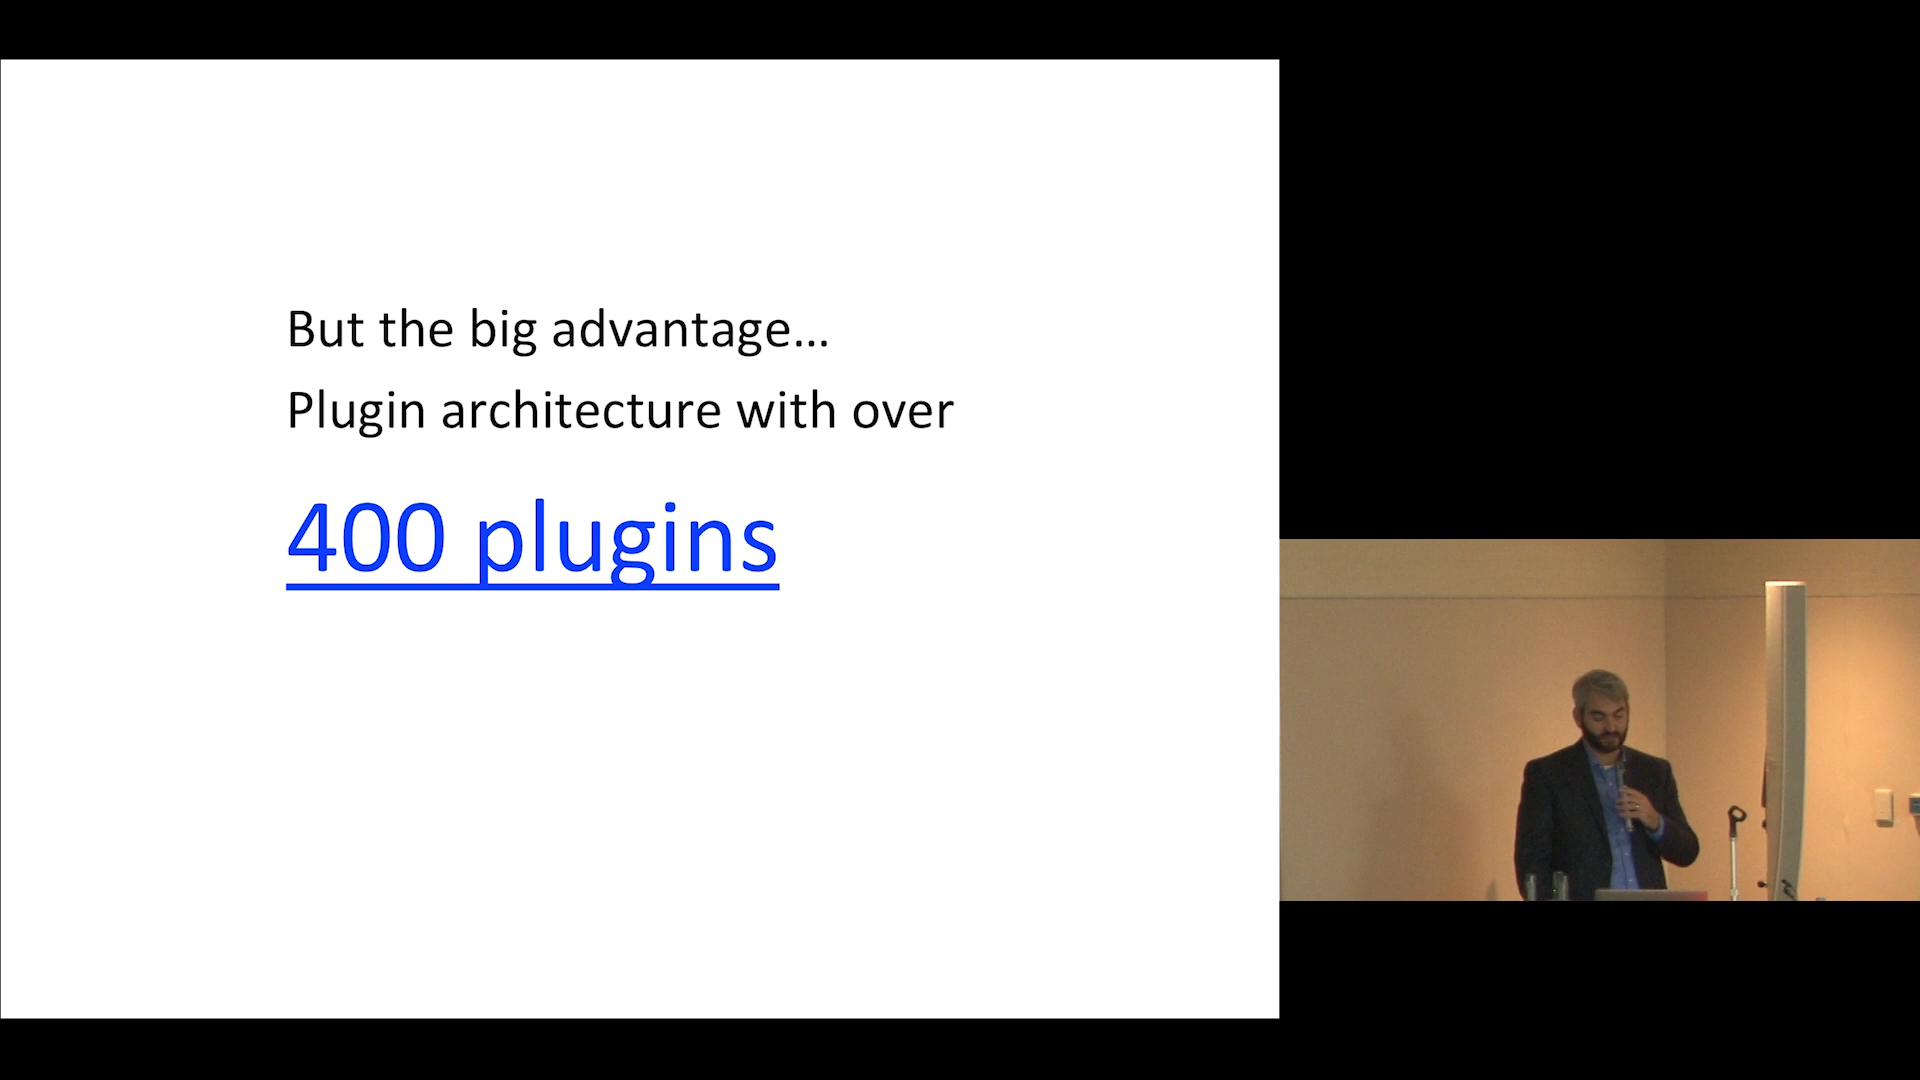 But the big advantage…
Plugin architecture with over
400 plugins